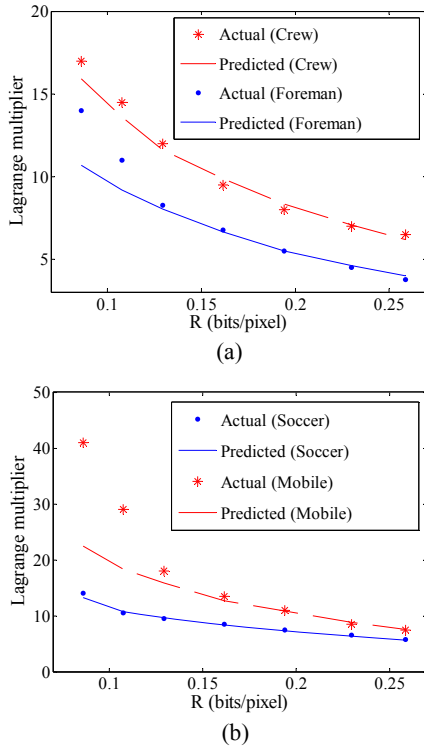 20
15
10
5
Lagrange multiplier
Actual (Crew)
Predicted (Crew)
Actual (Foreman)
Predicted (Foreman)
0.1 0.15 0.2 0.25
R (bits/pixel)
(a)
50
40
30
20
10
0
Lagrange multiplier
Actual (Soccer)
Predicted (Soccer)
Actual (Mobile)
Predicted (Mobile)
0.1 0.15 0.2 0.25
R (bits/pixel)
(b)